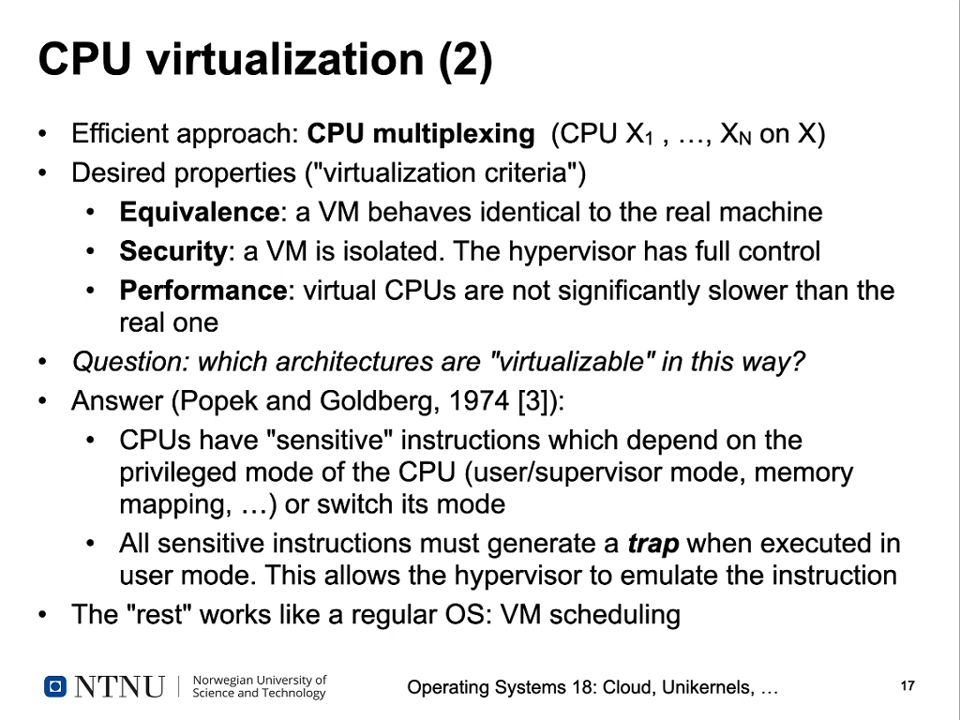 CPU virtualization (2)
• Efficient approach: CPU multiplexing (CPU X1 , …, XN on X)
• Desired properties ("virtualization criteria")
• Equivalence: a VM behaves identical to the real machine
• Security: a VM is isolated. The hypervisor has full control
• Performance: virtual CPUs are not significantly slower than the
real one
• Question: which architectures are "virtualizable" in this way?
• Answer (Popek and Goldberg, 1974 [3]):
• CPUs have "sensitive" instructions which depend on the
privileged mode of the CPU (user/supervisor mode, memory
mapping, …) or switch its mode
• All sensitive instructions must generate a trap when executed in
user mode. This allows the hypervisor to emulate the instruction
• The "rest" works like a regular OS: VM scheduling
NTNU
Norwegian University of
Science and Technology
Operating Systems 18: Cloud, Unikernels, …
17